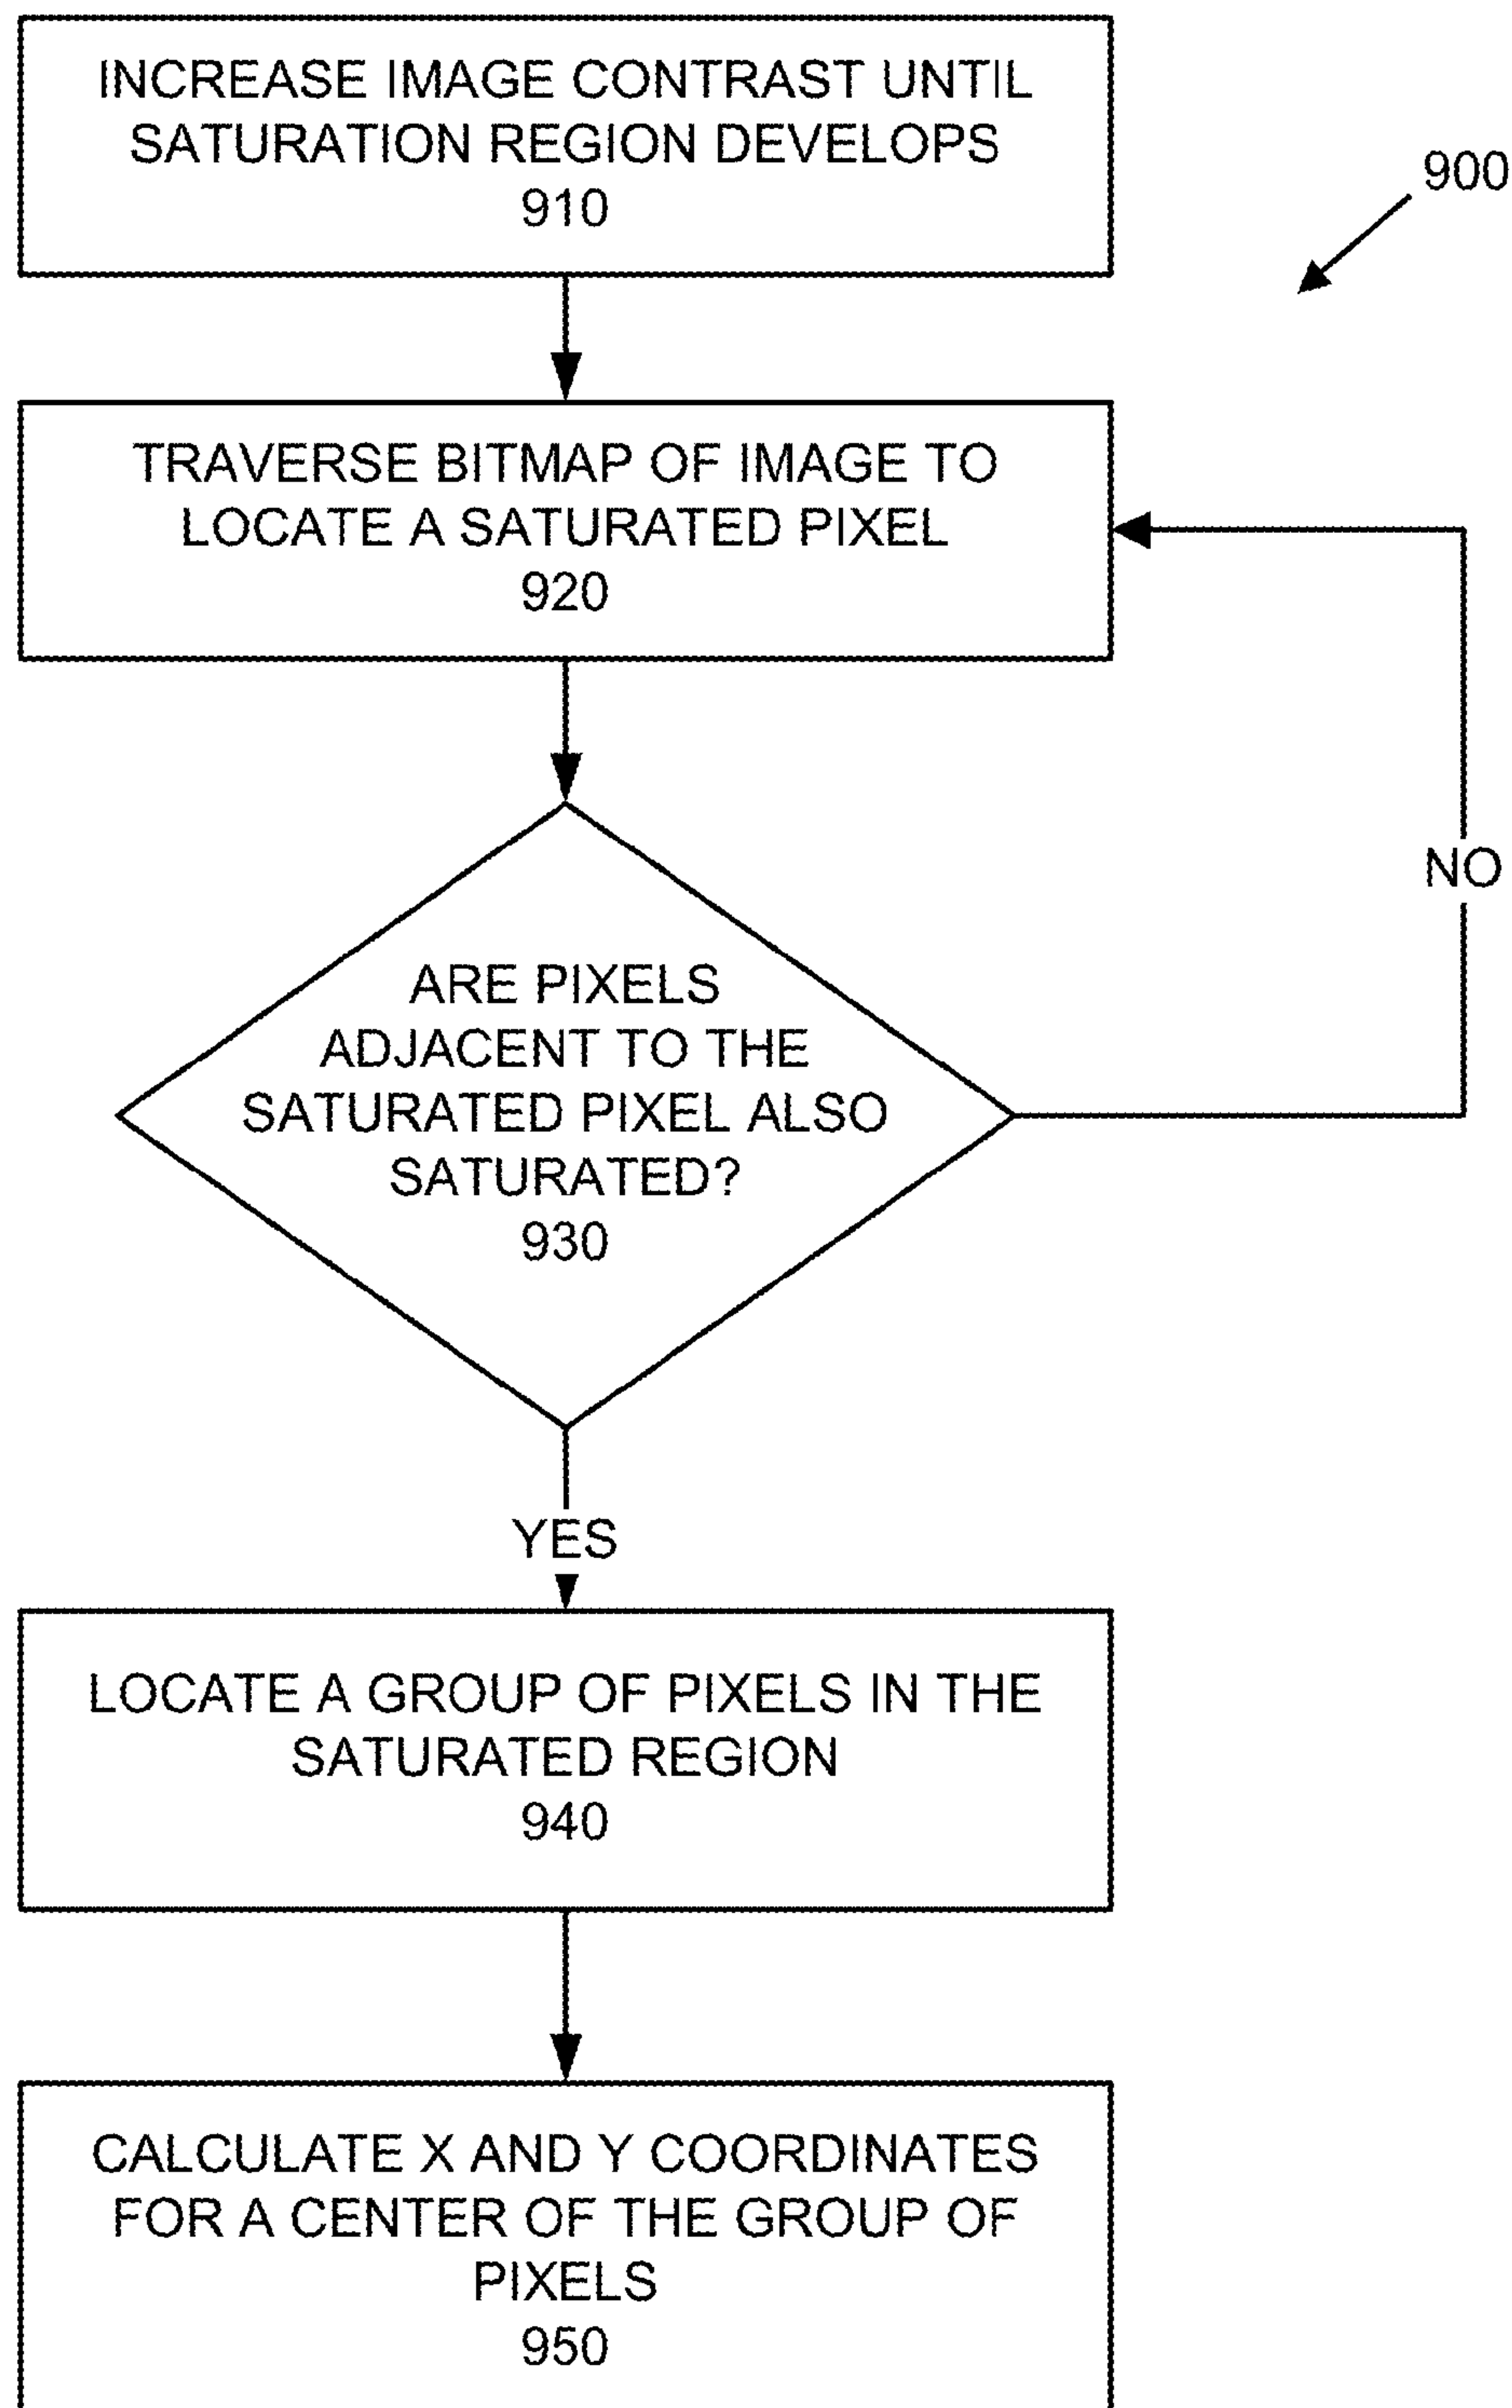 INCREASE IMAGE CONTRAST UNTIL
SATURATION REGION DEVELOPS
910
900
TRAVERSE BITMAP OF IMAGE TO
LOCATE A SATURATED PIXEL
920
NO
ARE PIXELS
ADJACENT TO THE
SATURATED PIXEL ALSO
SATURATED?
930
YES
LOCATE A GROUP OF PIXELS IN THE
SATURATED REGION
940
CALCULATE X AND Y COORDINATES
FOR A CENTER OF THE GROUP OF
PIXELS
950